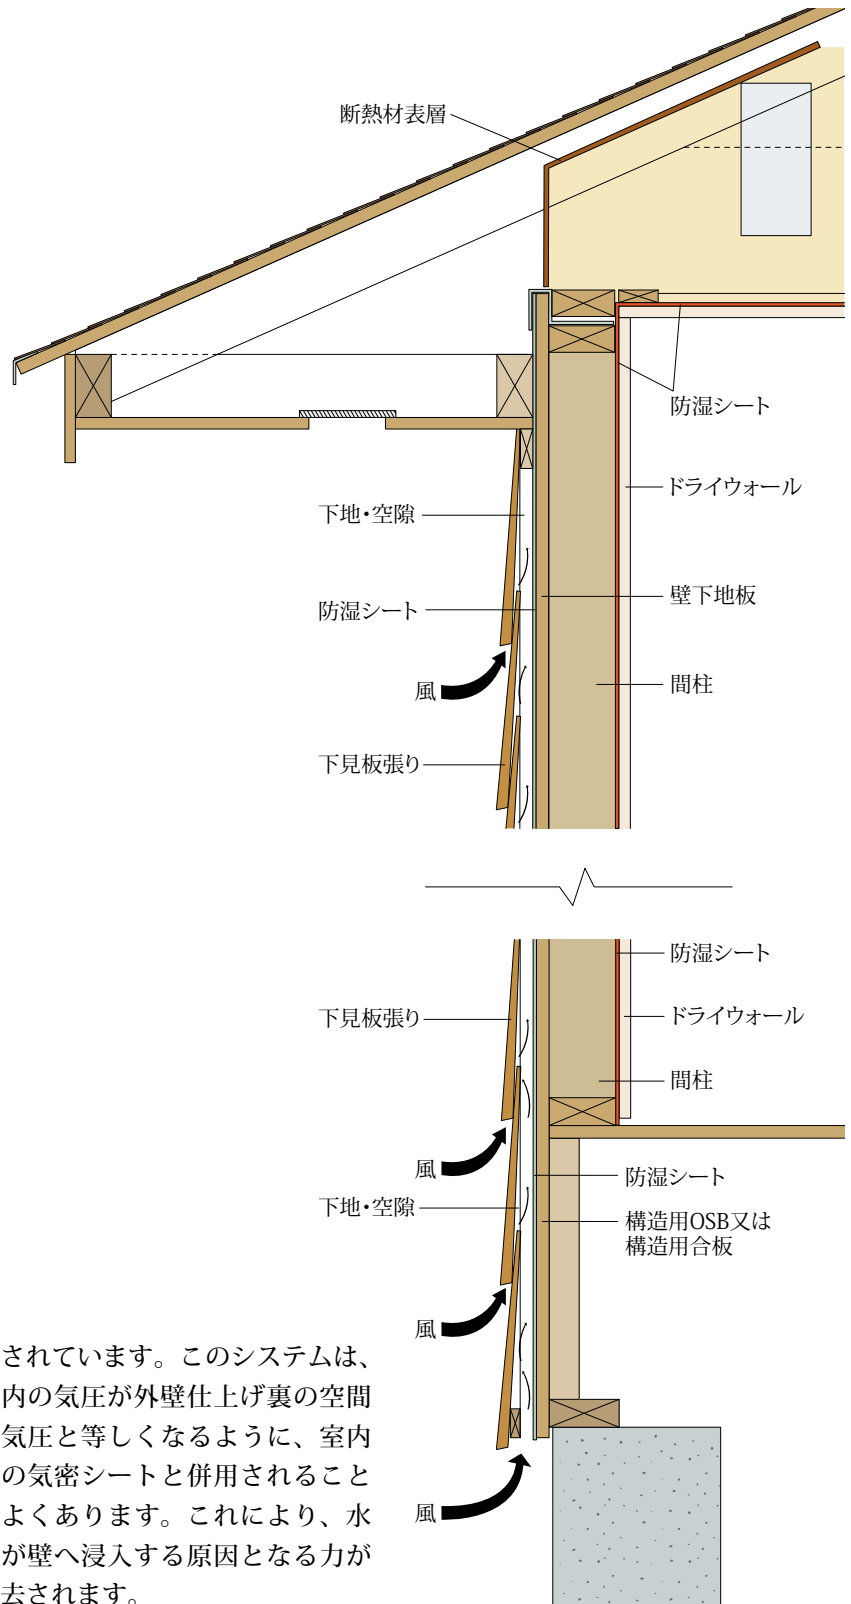 断熱材表層
防湿シート
ドライウォール
下地・空隙
壁下地板
防湿シート
間柱
風
下見板張り
防湿シート
下見板張り
ドライウォール
間柱
風
防湿シート
下地・空隙
構造用OSB又は
構造用合板
風
されています。このシステムは、
内の気圧が外壁仕上げ裏の空間
気圧と等しくなるように、室内
の気密シートと併用されること
よくあります。これにより、水
が壁へ浸入する原因となる力が
去されます。
風